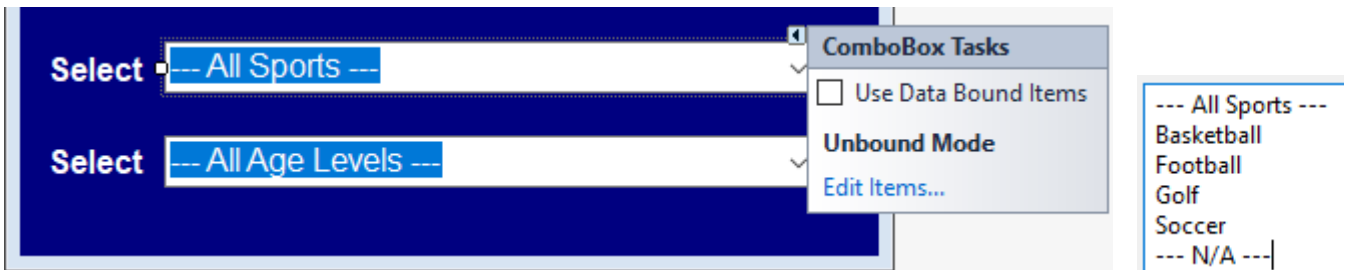 Select --- All Sports ---
Select --- All Age Levels ---
ComboBox Tasks
Use Data Bound Items
Unbound Mode
Edit Items...
--- All Sports ---
Basketball
Football
Golf
Soccer
--- N/A ---